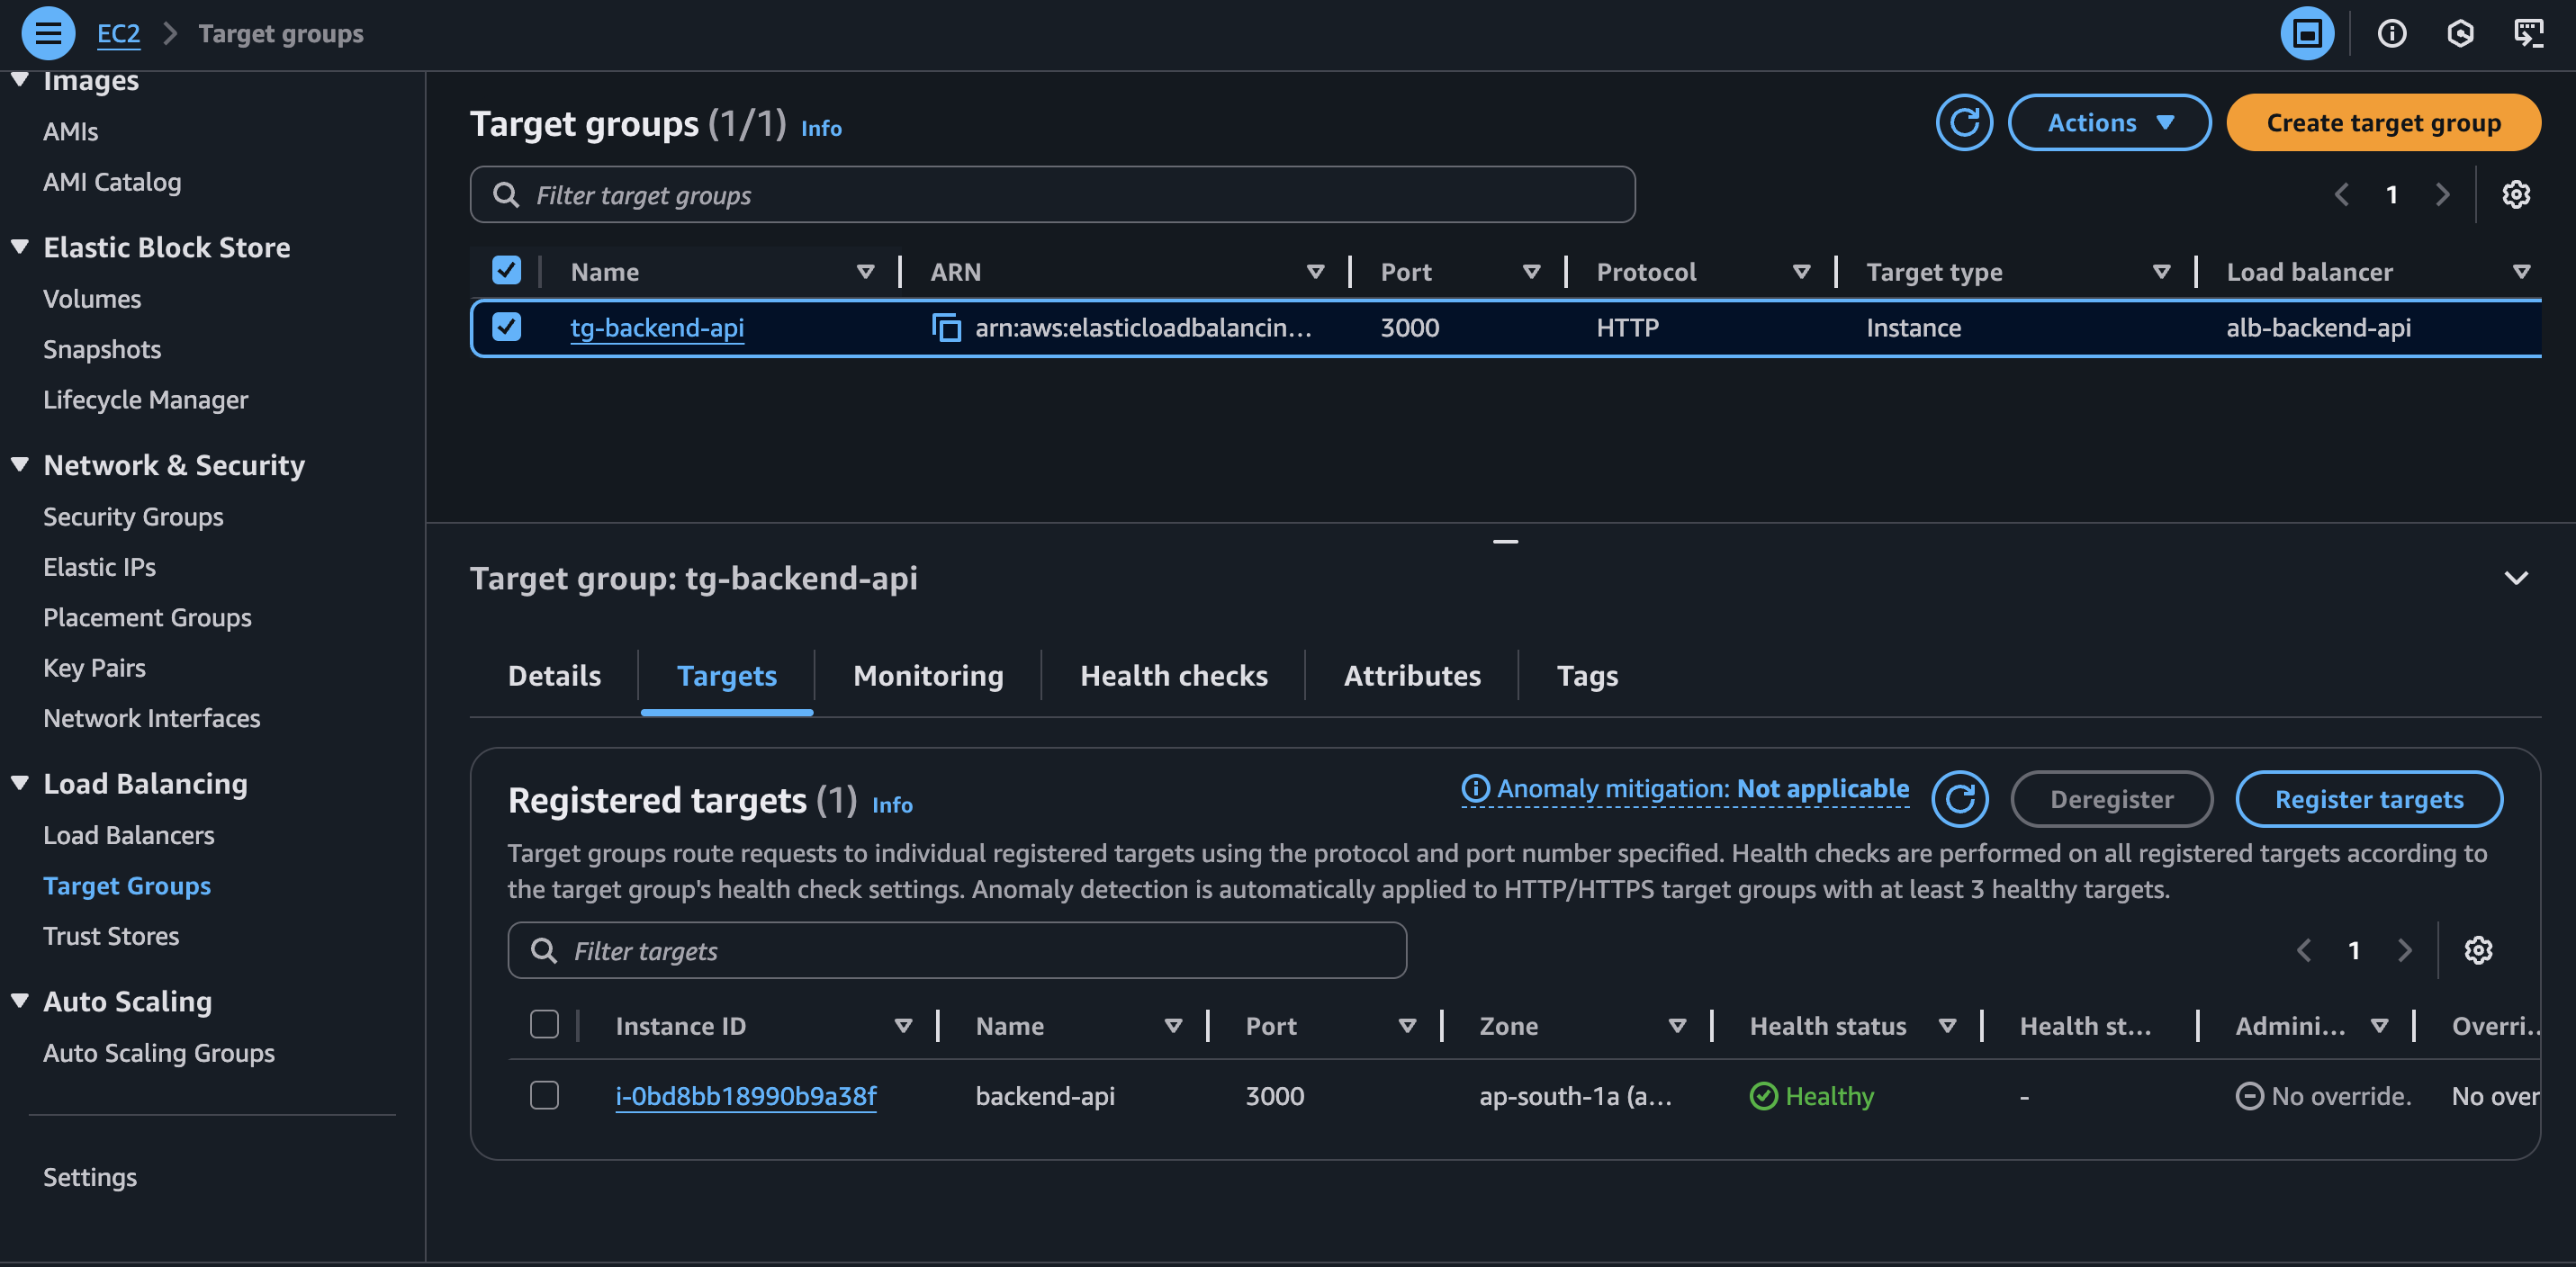 EC2 > Target groups
Images
AMIs
AMI Catalog
Elastic Block Store
Volumes
Snapshots
Lifecycle Manager
Network & Security
Security Groups
Elastic IPs
Placement Groups
Key Pairs
Network Interfaces
Load Balancing
Load Balancers
Target Groups
Trust Stores
Auto Scaling
Auto Scaling Groups
Settings
Target groups (1/1) Info
Actions
Create target group
Filter target groups
1
Name ARN Port Protocol Target type Load balancer
tg-backend-api arn:aws:elasticloadbalancin... 3000 HTTP Instance alb-backend-api
Target group: tg-backend-api
Details Targets Monitoring Health checks Attributes Tags
Registered targets (1) Info
Anomaly mitigation: Not applicable
Deregister
Register targets
Target groups route requests to individual registered targets using the protocol and port number specified. Health checks are performed on all registered targets according to
the target group's health check settings. Anomaly detection is automatically applied to HTTP/HTTPS target groups with at least 3 healthy targets.
Filter targets
1
Instance ID Name Port Zone Health status Health st... Admini... Overri..
i-0bd8bb18990b9a38f backend-api 3000 ap-south-1a (a... Healthy - No override. No over